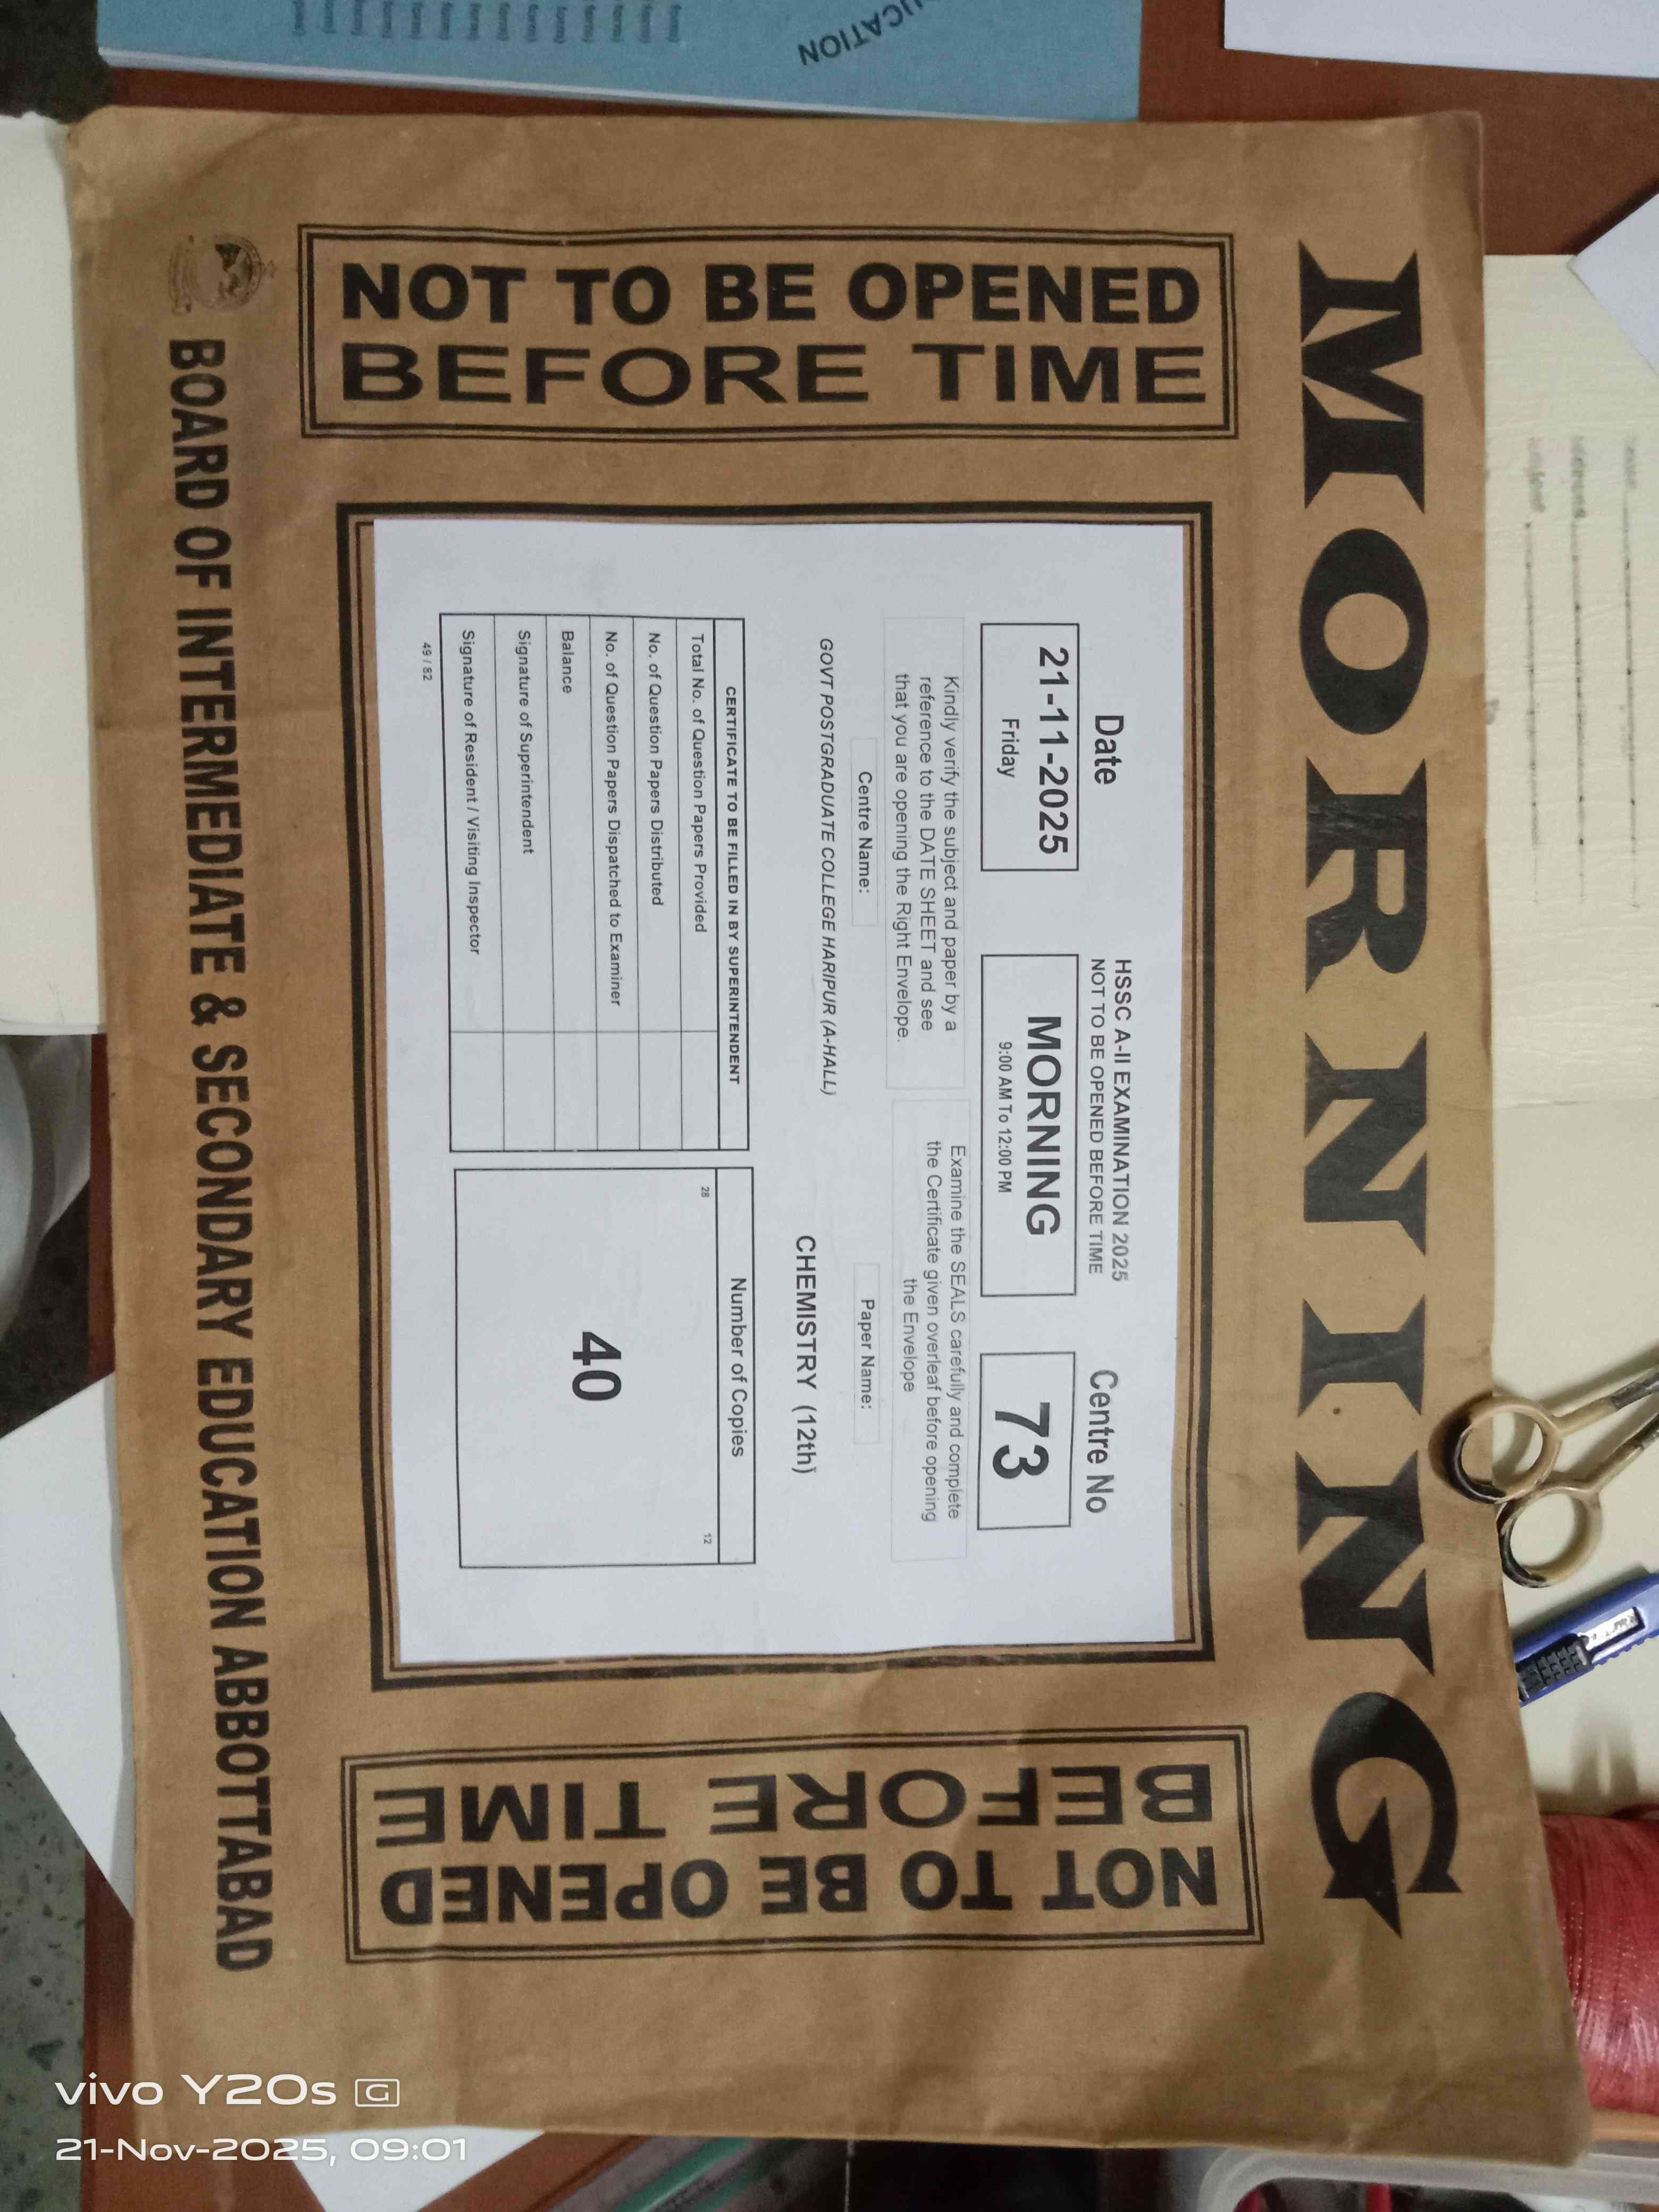 UCATION
MORNING
NOT TO BE OPENED
BEFORE TIME
HSSC A-II EXAMINATION 2025
NOT TO BE OPENED BEFORE TIME
Date
21-11-2025
Friday
MORNING
9:00 AM To 12:00 PM
Centre No
73
Kindly verify the subject and paper by a
reference to the DATE SHEET and see
that you are opening the Right Envelope.
Examine the SEALS carefully and complete
the Certificate given overleaf before opening
the Envelope
Centre Name:
GOVT POSTGRADUATE COLLEGE HARIPUR (A-HALL)
Paper Name:
CHEMISTRY (12th)
CERTIFICATE TO BE FILLED IN BY SUPERINTENDENT
Total No. of Question Papers Provided
No. of Question Papers Distributed
No. of Question Papers Dispatched to Examiner
Balance
Signature of Superintendent
Signature of Resident / Visiting Inspector
Number of Copies
28
12
40
49 / 82
NOT TO BE OPENED
BEFORE TIME
BOARD OF INTERMEDIATE & SECONDARY EDUCATION ABBOTTABAD
vivo Y20s G
21-Nov-2025, 09:01